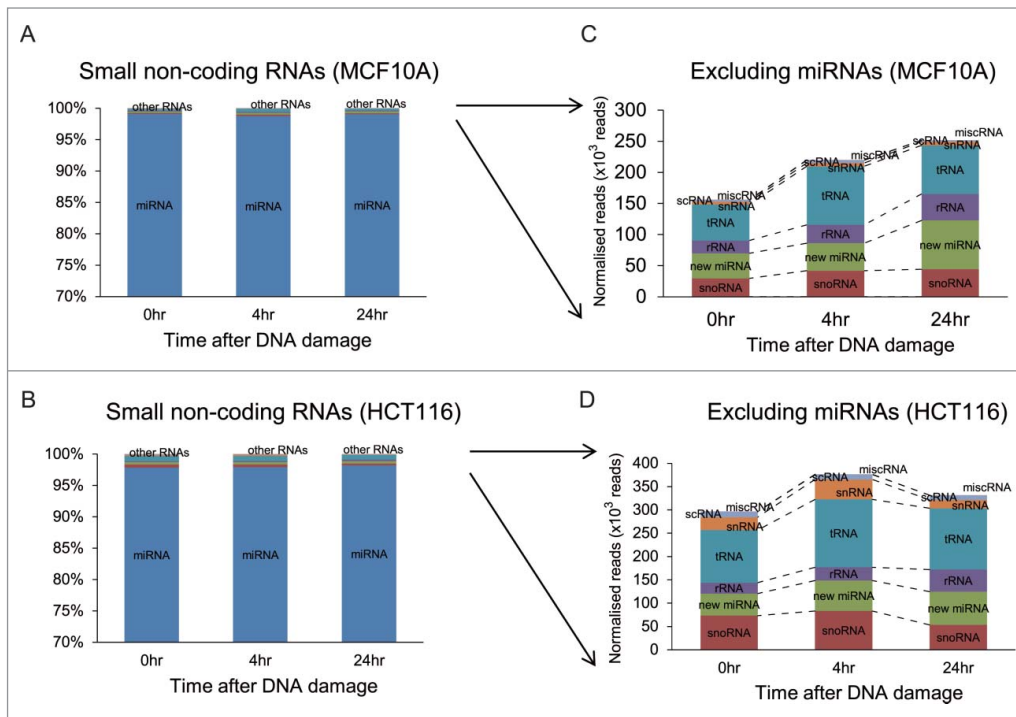 A
Small non-coding RNAs (MCF10A)
100%
95%
90%
85%
80%
75%
70%
other RNAs
other RNAs
other RNAs
miRNA
miRNA
miRNA
0hr
4hr
24hr
Time after DNA damage
C
Excluding miRNAs (MCF10A)
Normalised reads (x10³ reads)
300
250
200
150
100
50
0
scRNA
miscRNA
snRNA
tRNA
rRNA
new miRNA
snoRNA
scRNA
miscRNA
snRNA
tRNA
rRNA
new miRNA
snoRNA
scRNA
miscRNA
snRNA
tRNA
rRNA
new miRNA
snoRNA
0hr
4hr
24hr
Time after DNA damage
B
Small non-coding RNAs (HCT116)
100%
95%
90%
85%
80%
75%
70%
other RNAs
other RNAs
other RNAs
miRNA
miRNA
miRNA
0hr
4hr
24hr
Time after DNA damage
D
Excluding miRNAs (HCT116)
Normalised reads (x10³ reads)
400
350
300
250
200
150
100
50
0
scRNA
miscRNA
snRNA
tRNA
rRNA
new miRNA
snoRNA
scRNA
miscRNA
snRNA
tRNA
rRNA
new miRNA
snoRNA
scRNA
miscRNA
snRNA
tRNA
rRNA
new miRNA
snoRNA
0hr
4hr
24hr
Time after DNA damage